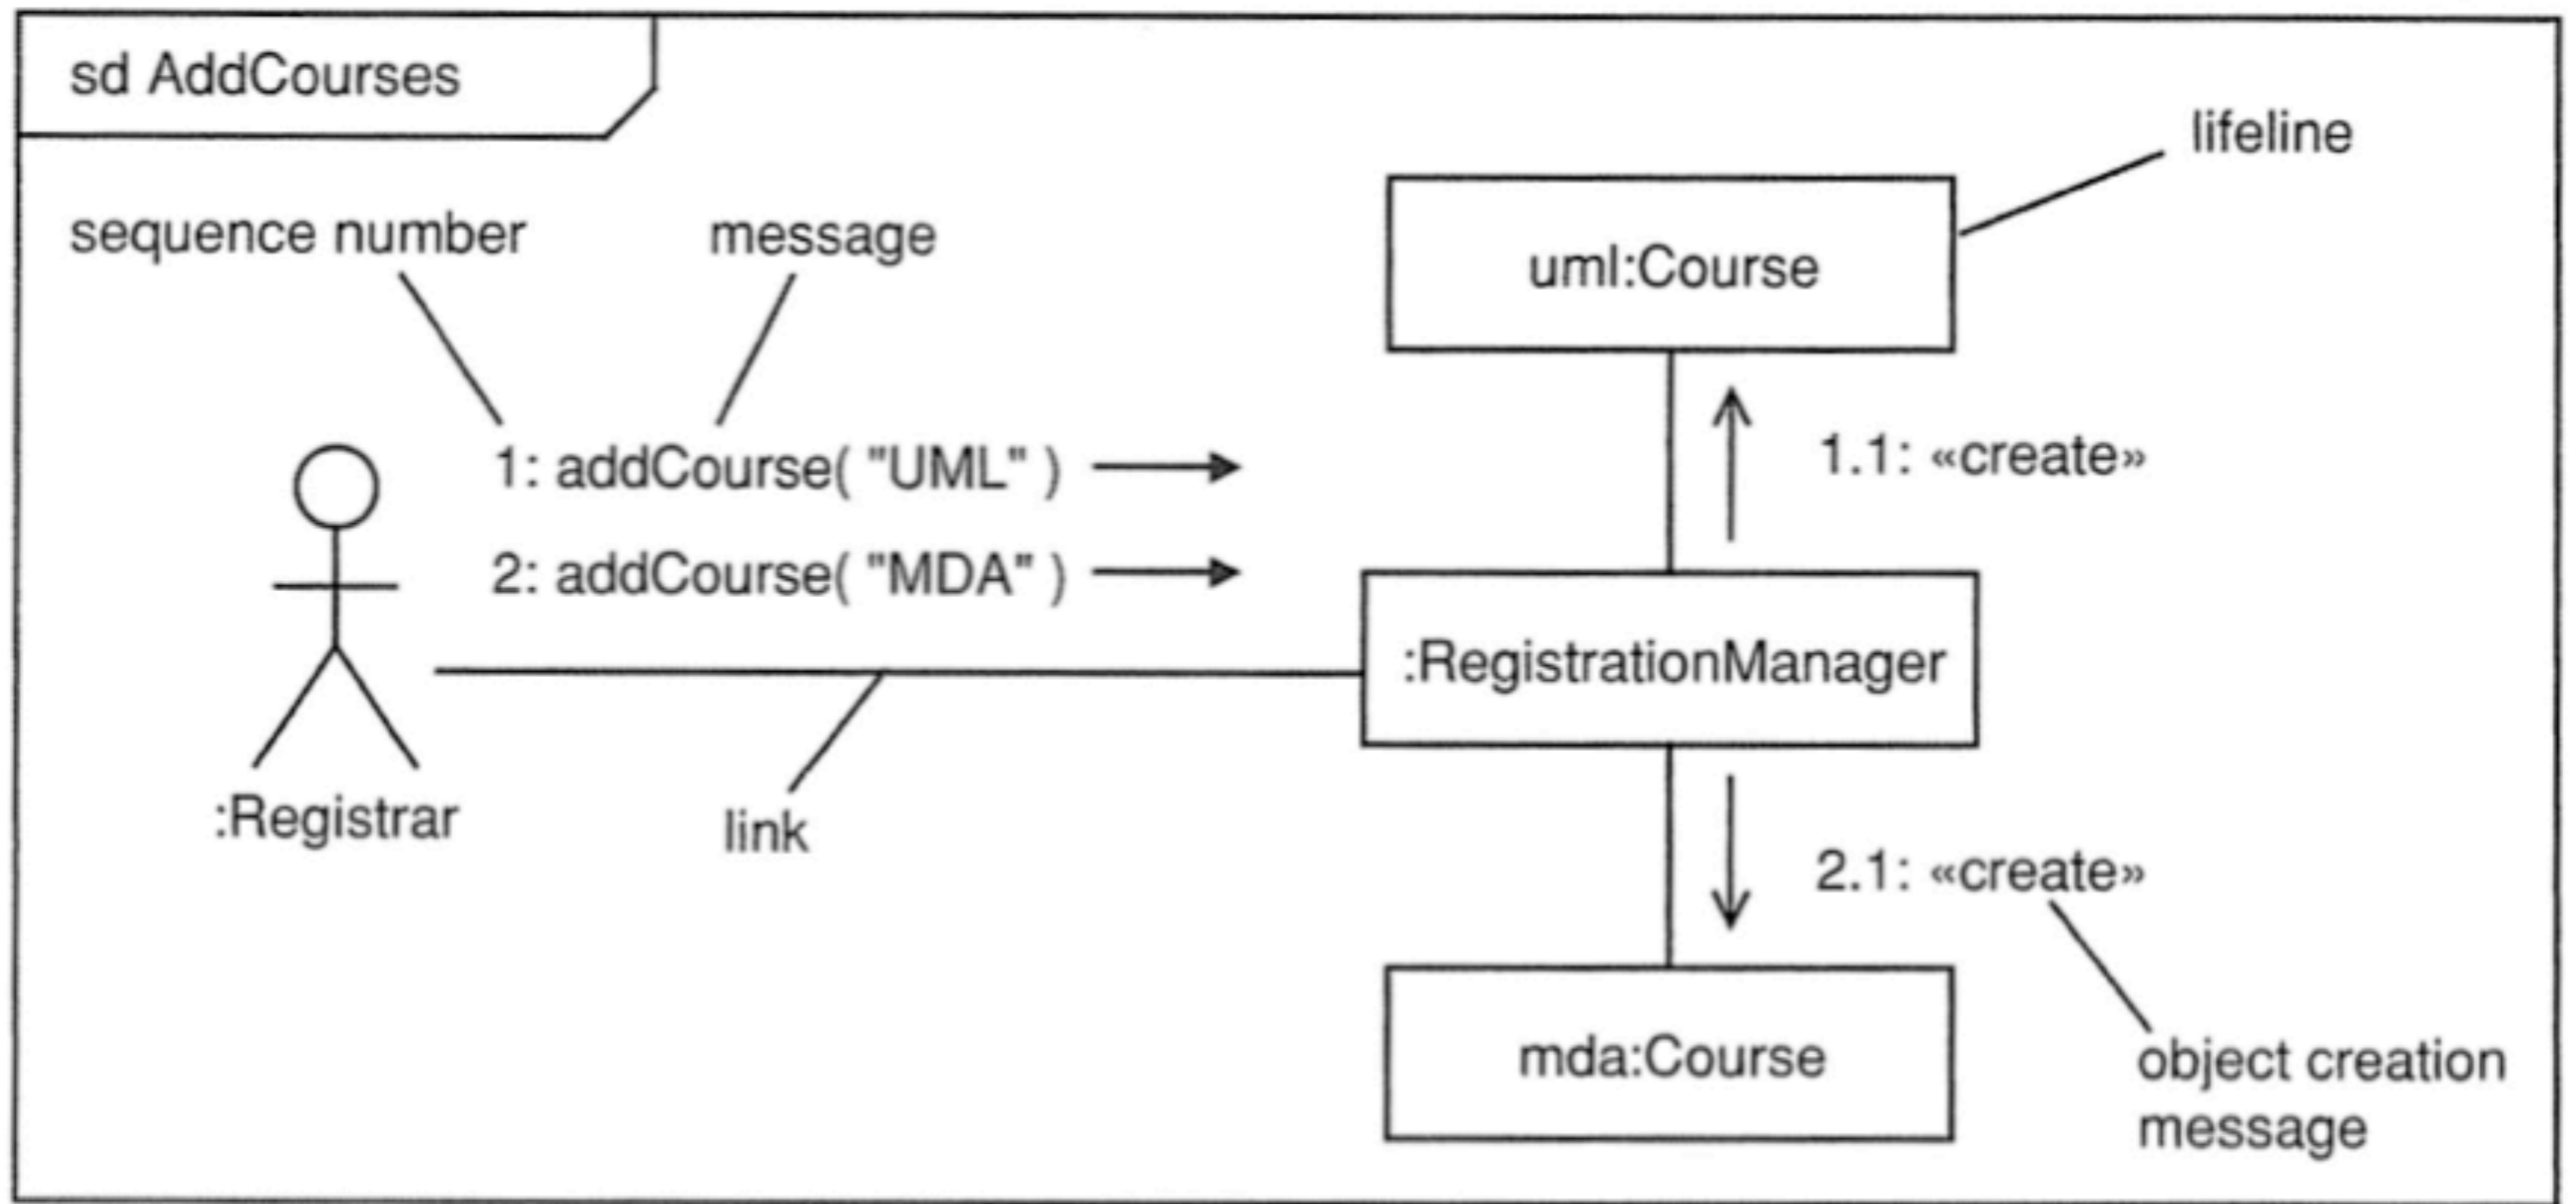 sd AddCourses
lifeline
sequence number
message
uml:Course
1: addCourse( "UML" )
1.1: «create»
2: addCourse( "MDA" )
:RegistrationManager
:Registrar
link
2.1: «create»
mda:Course
object creation
message